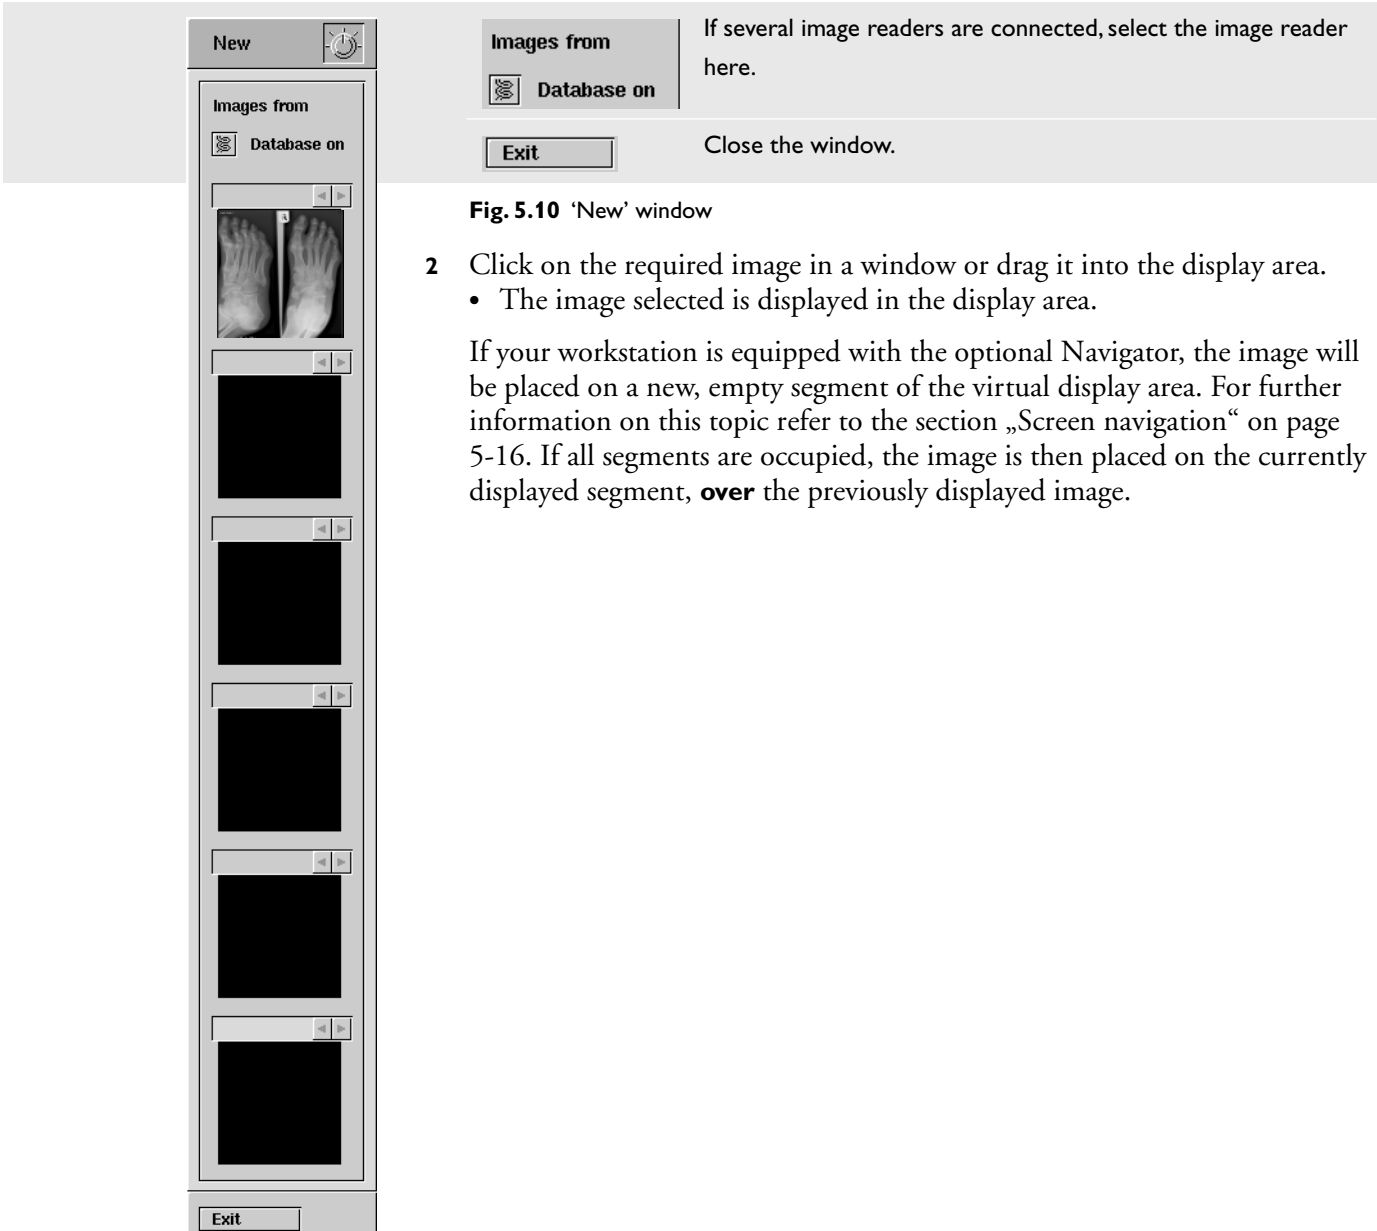 New
Images from
Database on
Exit
Images from
Database on
If several image readers are connected, select the image reader
here.
Exit
Close the window.
Fig. 5.10 ‘New’ window
2 Click on the required image in a window or drag it into the display area.
• The image selected is displayed in the display area.
If your workstation is equipped with the optional Navigator, the image will
be placed on a new, empty segment of the virtual display area. For further
information on this topic refer to the section „Screen navigation“ on page
5-16. If all segments are occupied, the image is then placed on the currently
displayed segment, over the previously displayed image.